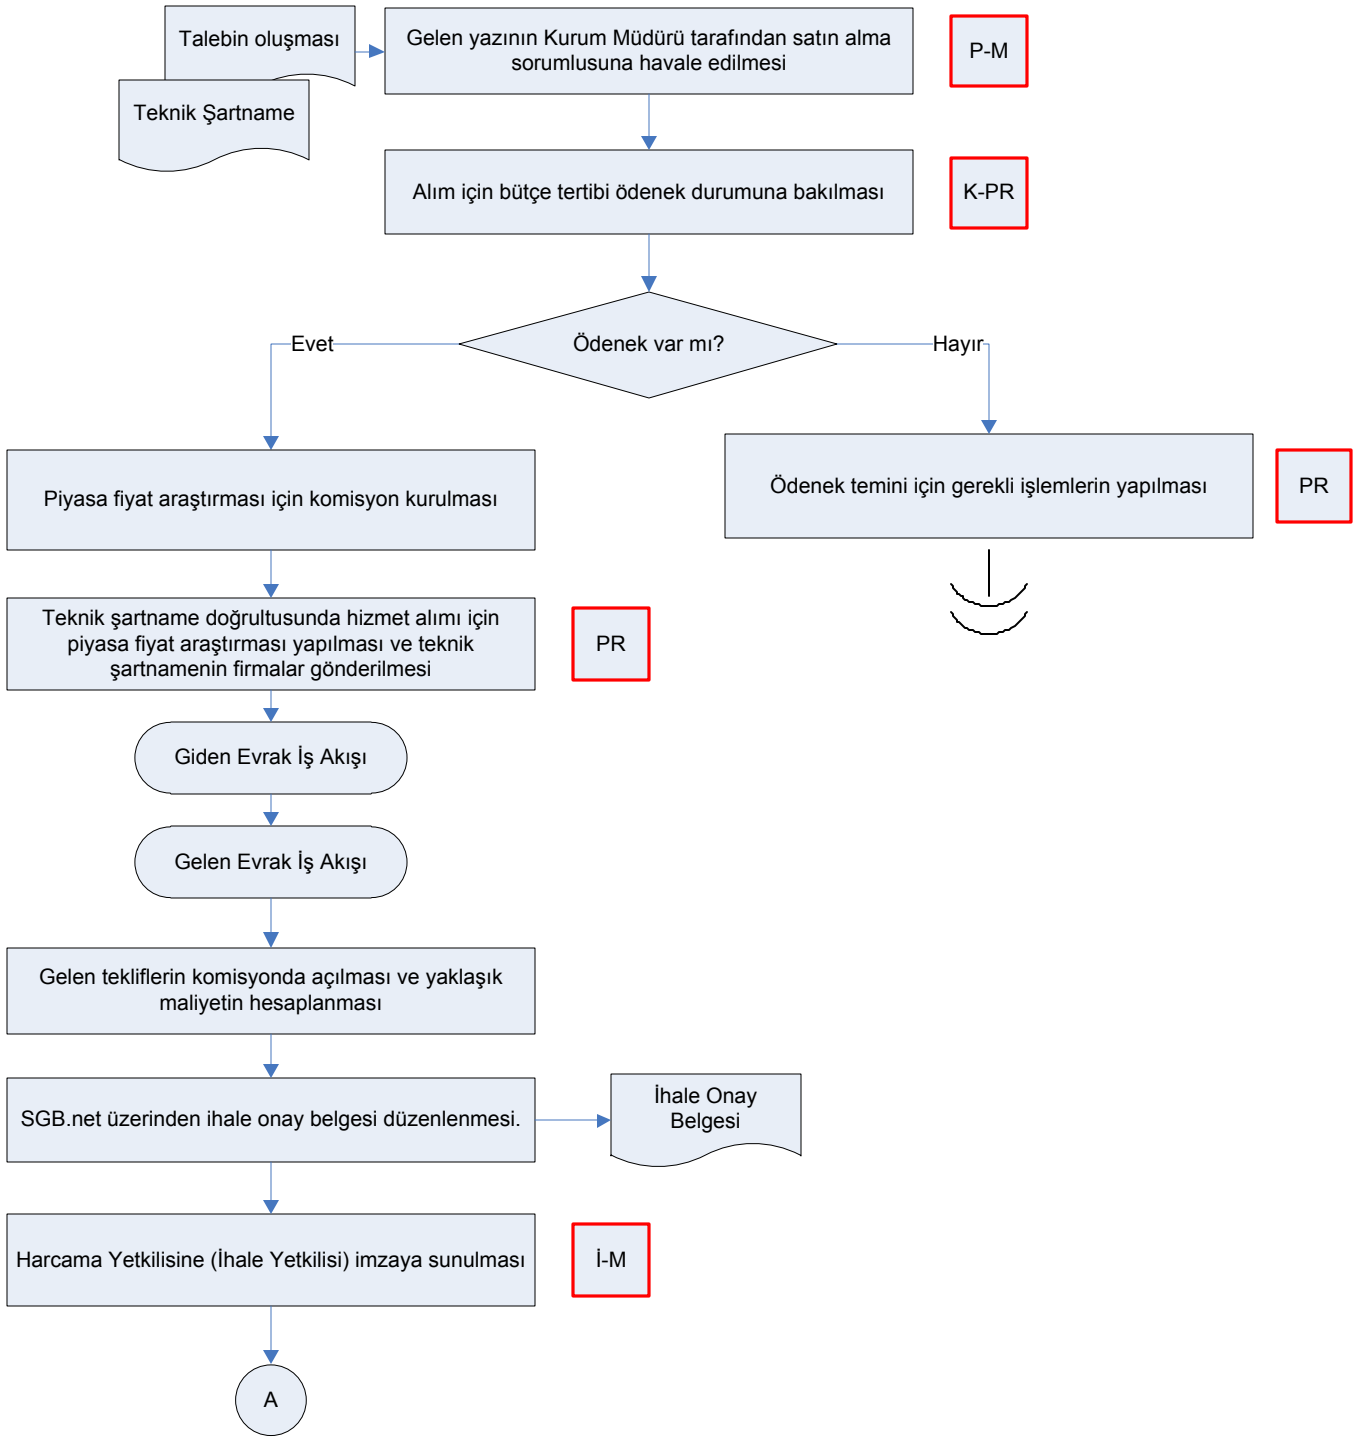 Talebin oluşması
Gelen yazının Kurum Müdürü tarafından satın alma
sorumlusuna havale edilmesi
P-M
Teknik Şartname
Alım için bütçe tertibi ödenek durumuna bakılması
K-PR
Ödenek var mı?
Evet
Hayır
Piyasa fiyat araştırması için komisyon kurulması
Ödenek temini için gerekli işlemlerin yapılması
PR
Teknik şartname doğrultusunda hizmet alımı için
piyasa fiyat araştırması yapılması ve teknik
şartnamenin firmalar gönderilmesi
PR
Giden Evrak İş Akışı
Gelen Evrak İş Akışı
Gelen tekliflerin komisyonda açılması ve yaklaşık
maliyetin hesaplanması
SGB.net üzerinden ihale onay belgesi düzenlenmesi.
İhale Onay
Belgesi
Harcama Yetkilisine (İhale Yetkilisi) imzaya sunulması
İ-M
A